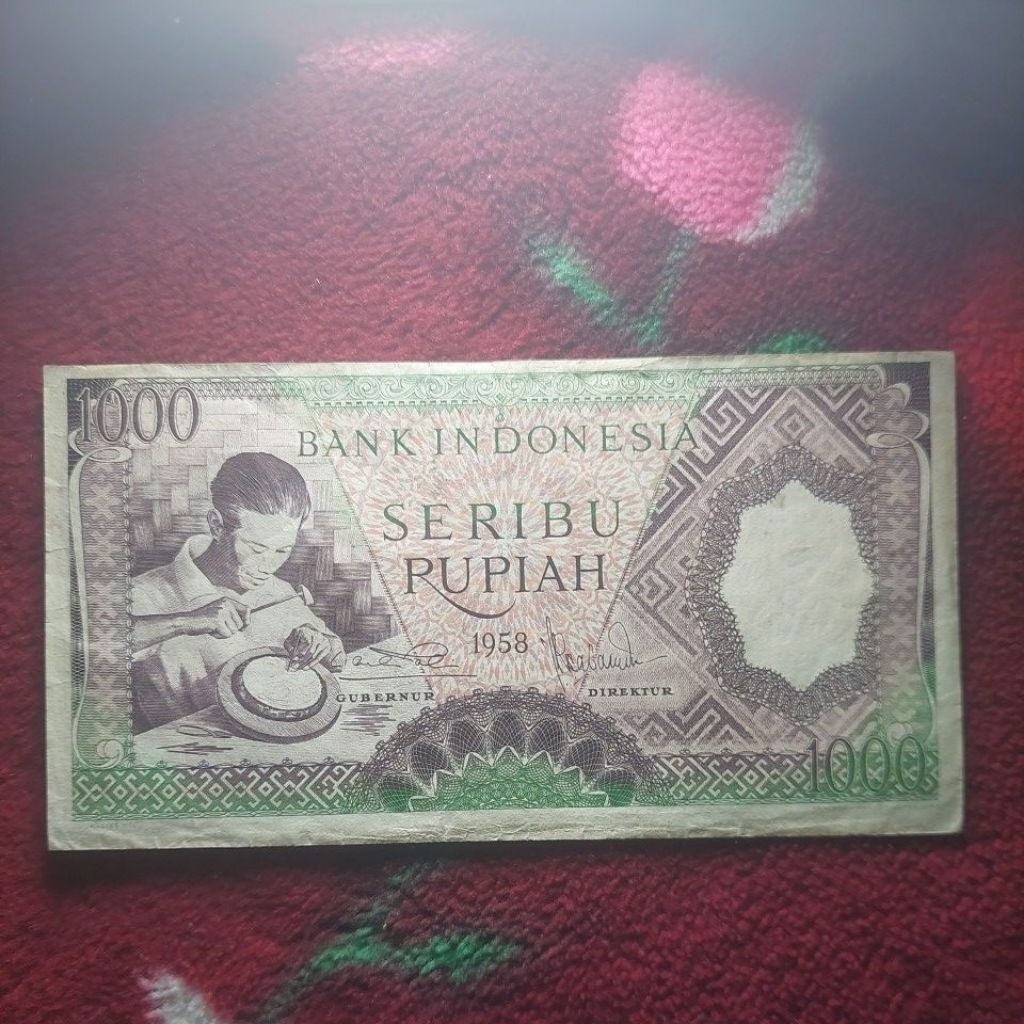 1000
BANK INDONESIA
SERIBU
RUPIAH
1958
GUBERNUR
DIREKTUR
1000